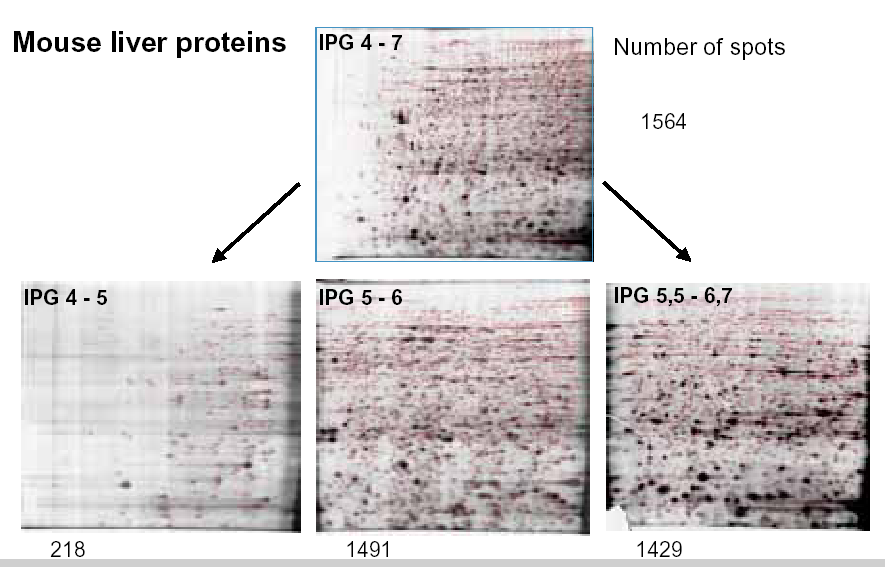 Mouse liver proteins
IPG 4 - 7
Number of spots
1564
IPG 4 - 5
IPG 5 - 6
IPG 5,5 - 6,7
218
1491
1429